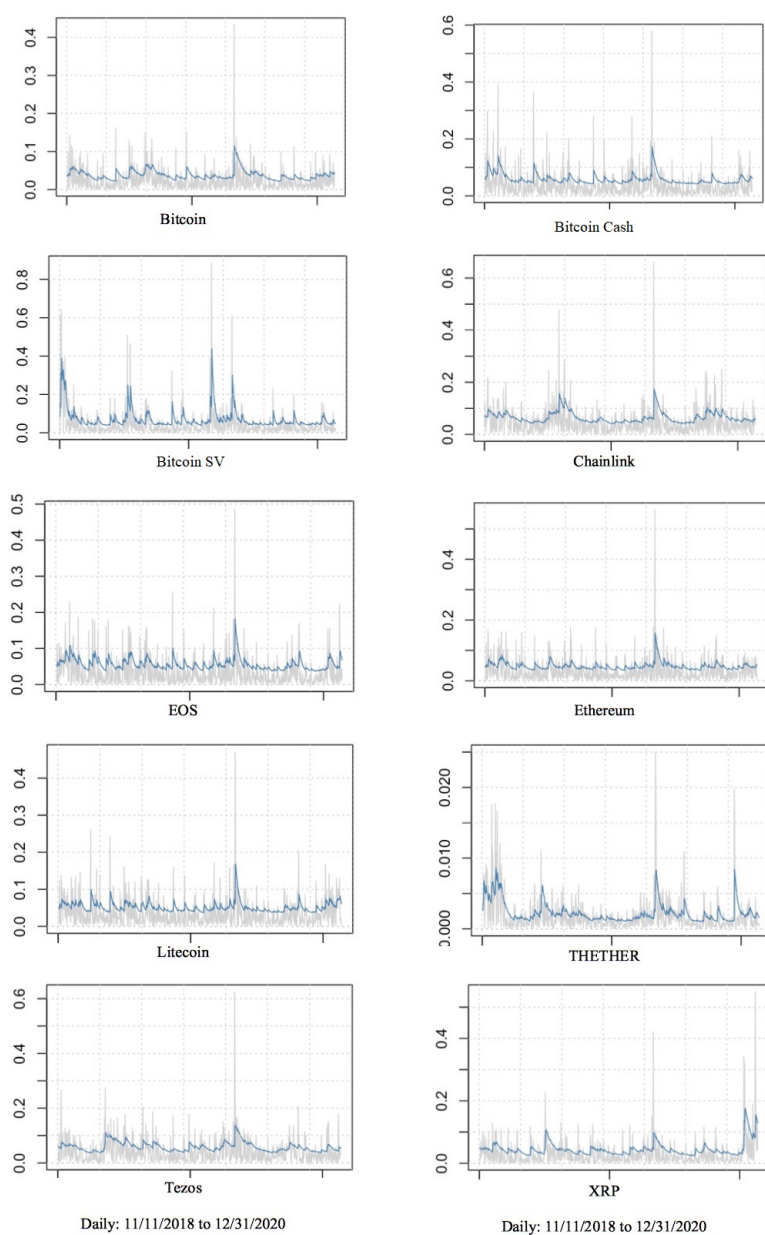 0.0 0.1 0.2 0.3 0.4
Bitcoin
0.0 0.2 0.4 0.6
Bitcoin Cash
0.0 0.2 0.4 0.6 0.8
Bitcoin SV
0.0 0.2 0.4 0.6
Chainlink
0.0 0.1 0.2 0.3 0.4 0.5
EOS
0.0 0.2 0.4
Ethereum
0.0 0.1 0.2 0.3 0.4
Litecoin
0.000 0.010 0.020
THETHER
0.0 0.2 0.4 0.6
Tezos
0.0 0.2 0.4
XRP
Daily: 11/11/2018 to 12/31/2020
Daily: 11/11/2018 to 12/31/2020